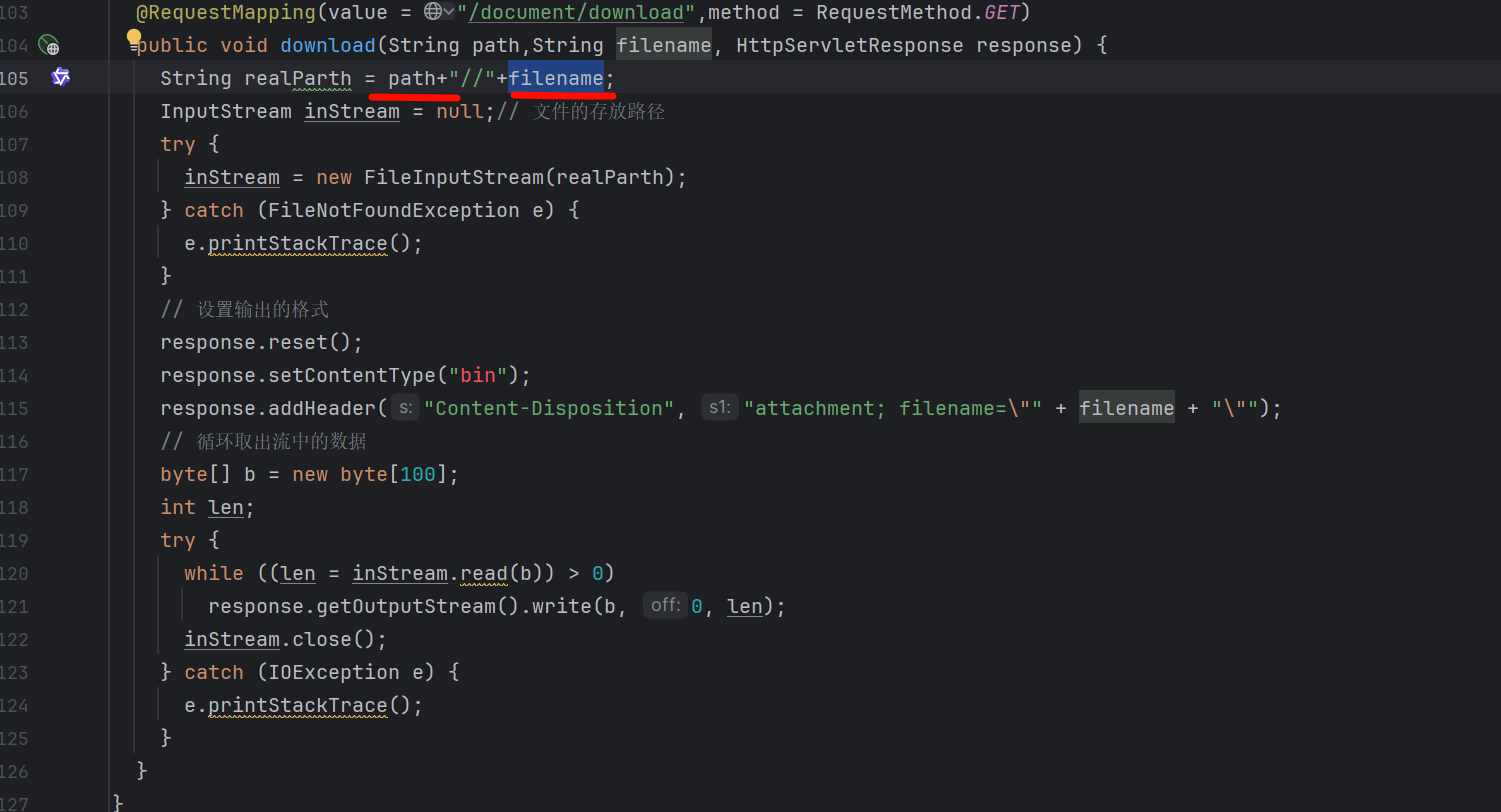 103 @RequestMapping(value = "/document/download",method = RequestMethod.GET)
104 public void download(String path,String filename, HttpServletResponse response) {
105 String realParth = path+"//"+filename;
106 InputStream inStream = null;// 文件的存放路径
107 try {
108 inStream = new FileInputStream(realParth);
109 } catch (FileNotFoundException e) {
110 e.printStackTrace();
111 }
112 // 设置输出的格式
113 response.reset();
114 response.setContentType("bin");
115 response.addHeader( s: "Content-Disposition", s1: "attachment; filename=\"" + filename + "\"");
116 // 循环取出流中的数据
117 byte[] b = new byte[100];
118 int len;
119 try {
120 while ((len = inStream.read(b)) > 0)
121 response.getOutputStream().write(b, off: 0, len);
122 inStream.close();
123 } catch (IOException e) {
124 e.printStackTrace();
125 }
126 }
127 }